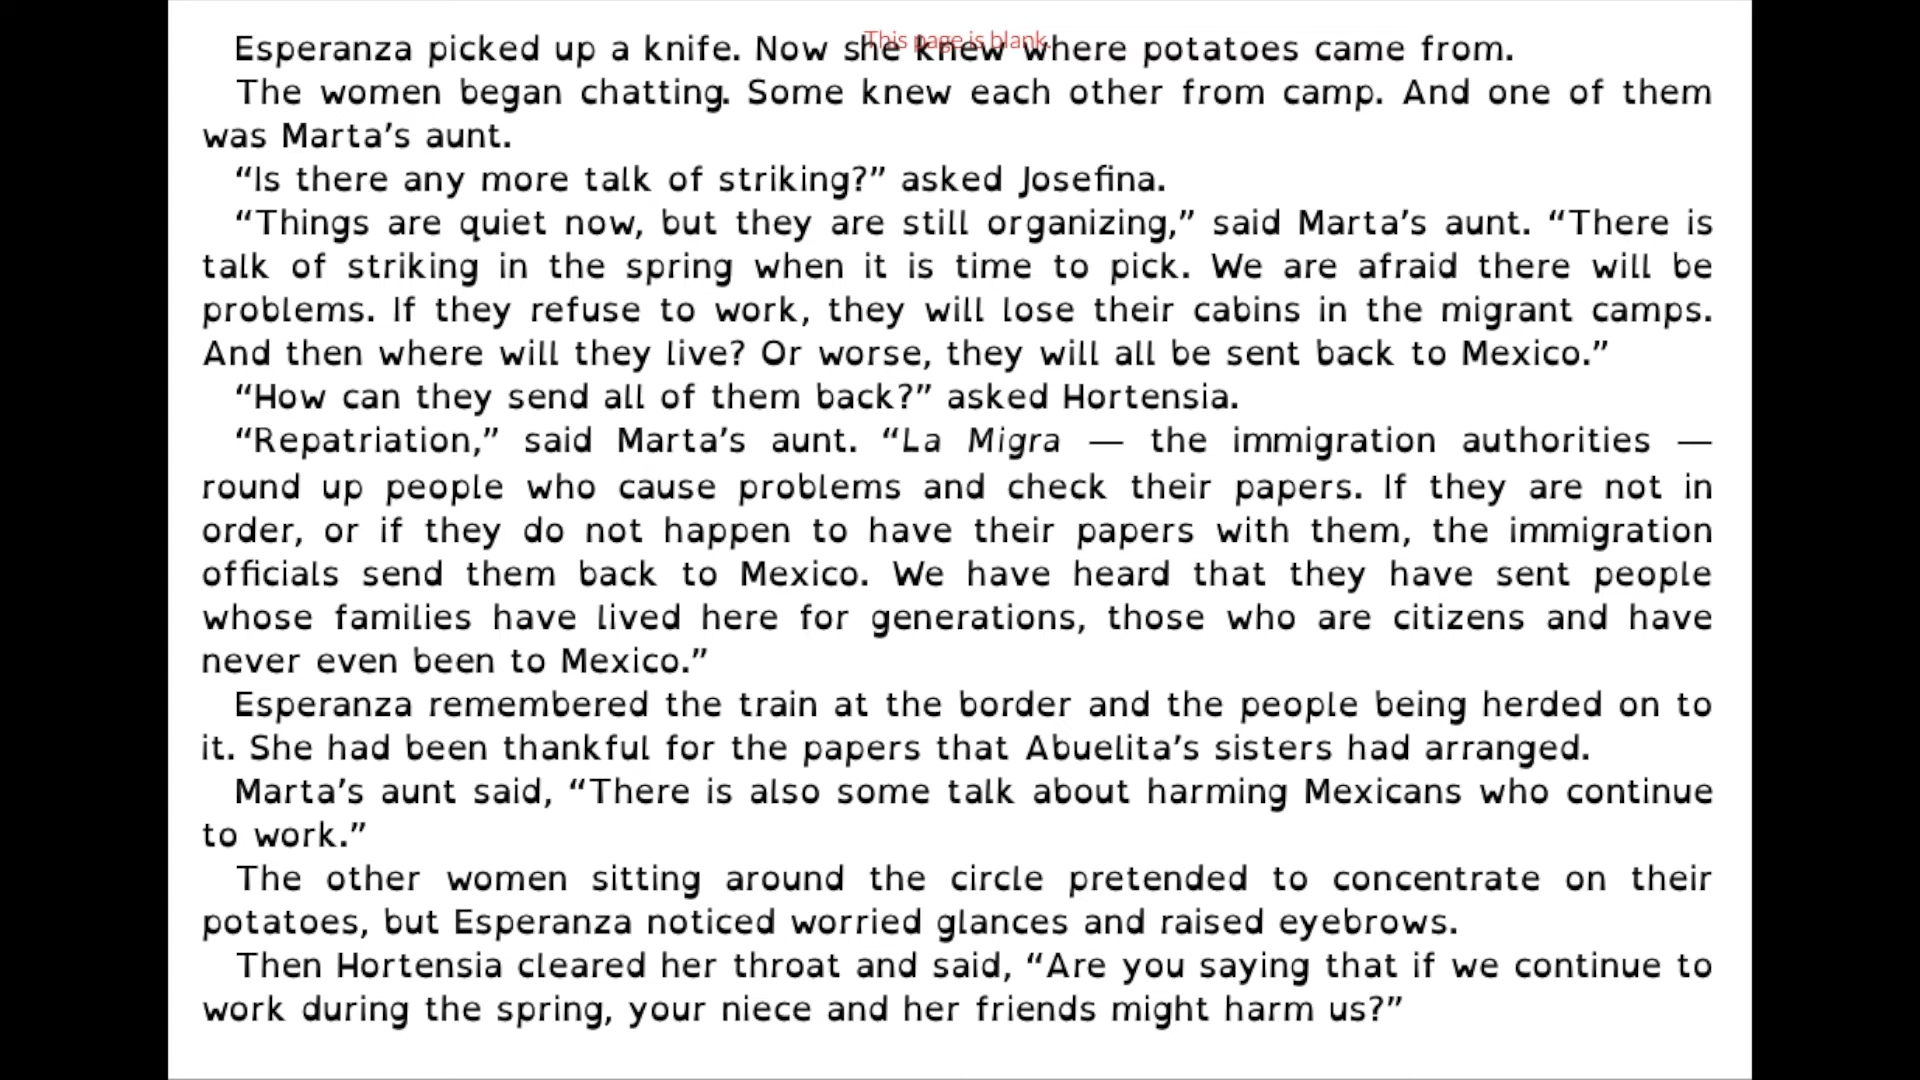 This page is blank.
Esperanza picked up a knife. Now she knew where potatoes came from.
The women began chatting. Some knew each other from camp. And one of them
was Marta’s aunt.
“Is there any more talk of striking?” asked Josefina.
“Things are quiet now, but they are still organizing,” said Marta’s aunt. “There is
talk of striking in the spring when it is time to pick. We are afraid there will be
problems. If they refuse to work, they will lose their cabins in the migrant camps.
And then where will they live? Or worse, they will all be sent back to Mexico.”
“How can they send all of them back?” asked Hortensia.
“Repatriation,” said Marta’s aunt. “La Migra — the immigration authorities —
round up people who cause problems and check their papers. If they are not in
order, or if they do not happen to have their papers with them, the immigration
officials send them back to Mexico. We have heard that they have sent people
whose families have lived here for generations, those who are citizens and have
never even been to Mexico.”
Esperanza remembered the train at the border and the people being herded on to
it. She had been thankful for the papers that Abuelita’s sisters had arranged.
Marta’s aunt said, “There is also some talk about harming Mexicans who continue
to work.”
The other women sitting around the circle pretended to concentrate on their
potatoes, but Esperanza noticed worried glances and raised eyebrows.
Then Hortensia cleared her throat and said, “Are you saying that if we continue to
work during the spring, your niece and her friends might harm us?”